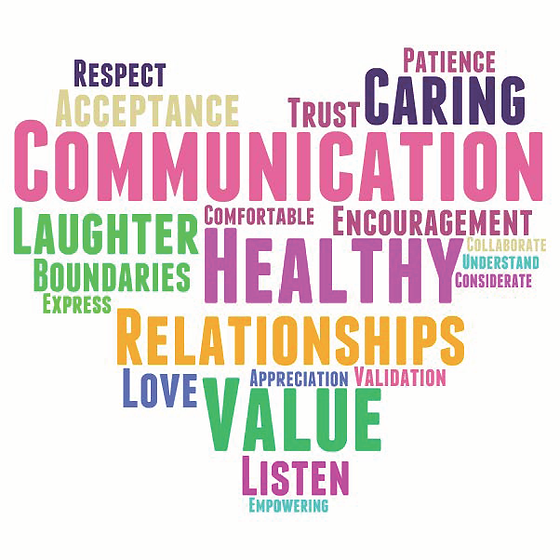 Patience
Respect
Caring
Acceptance
Trust
Communication
Comfortable
Encouragement
Laughter
Healthy
Collaborate
Understand
Boundaries
Considerate
Express
Relationships
Love
Appreciation
Validation
Value
Listen
Empowering